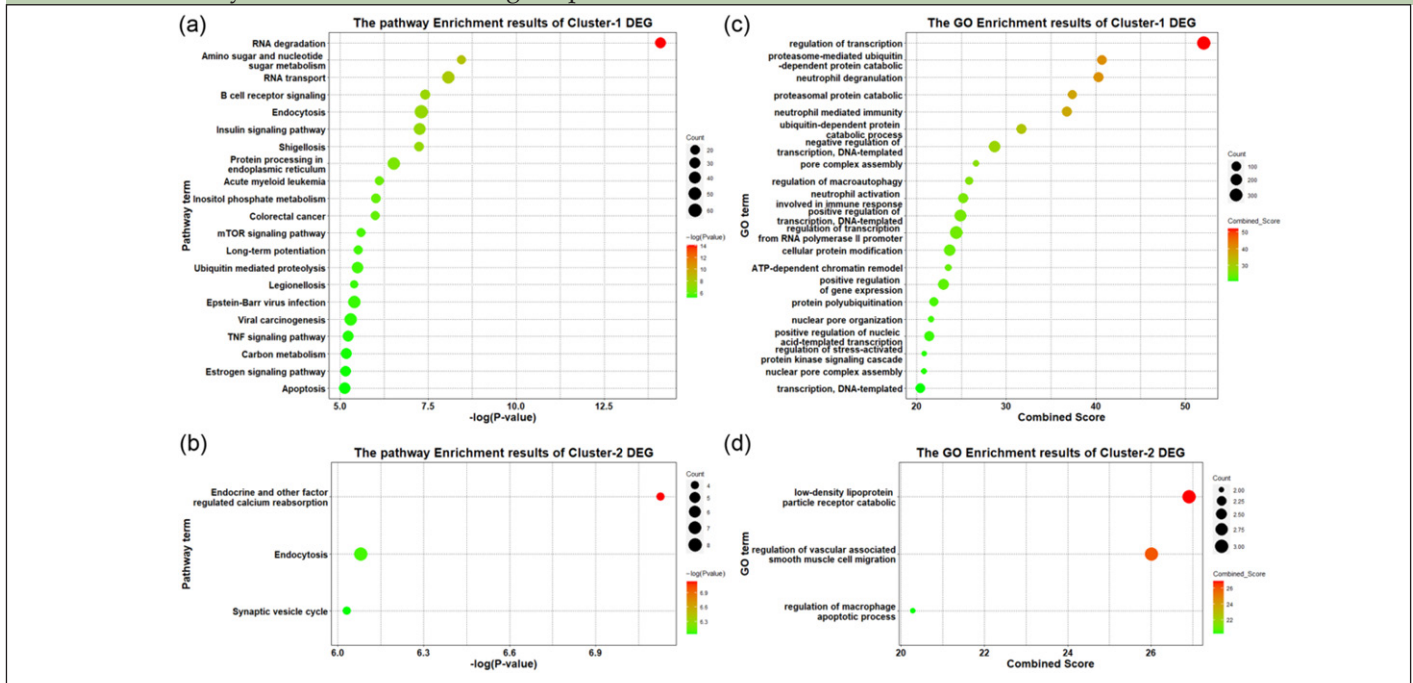 (a)
The pathway Enrichment results of Cluster-1 DEG
Pathway term
RNA degradation
Amino sugar and nucleotide
sugar metabolism
RNA transport
B cell receptor signaling
Endocytosis
Insulin signaling pathway
Shigellosis
Protein processing in
endoplasmic reticulum
Acute myeloid leukemia
Inositol phosphate metabolism
Colorectal cancer
mTOR signaling pathway
Long-term potentiation
Ubiquitin mediated proteolysis
Legionellosis
Epstein-Barr virus infection
Viral carcinogenesis
TNF signaling pathway
Carbon metabolism
Estrogen signaling pathway
Apoptosis
5.0 7.5 10.0 12.5
-log(P-value)
Count
20
30
40
50
60
-log(Pvalue)
14
12
10
8
6
(c)
The GO Enrichment results of Cluster-1 DEG
GO term
regulation of transcription
proteasome-mediated ubiquitin
-dependent protein catabolic
neutrophil degranulation
proteasomal protein catabolic
neutrophil mediated immunity
ubiquitin-dependent protein
catabolic process
negative regulation of
transcription, DNA-templated
pore complex assembly
regulation of macroautophagy
neutrophil activation
involved in immune response
positive regulation of
transcription, DNA-templated
regulation of transcription
from RNA polymerase II promoter
cellular protein modification
ATP-dependent chromatin remodel
positive regulation
of gene expression
protein polyubiquitination
nuclear pore organization
positive regulation of nucleic
acid-templated transcription
regulation of stress-activated
protein kinase signaling cascade
nuclear pore complex assembly
transcription, DNA-templated
20 30 40 50
Combined Score
Count
100
200
300
Combined_Score
50
40
30
(b)
The pathway Enrichment results of Cluster-2 DEG
Pathway term
Endocrine and other factor
regulated calcium reabsorption
Endocytosis
Synaptic vesicle cycle
6.0 6.3 6.6 6.9
-log(P-value)
Count
4
5
6
7
8
-log(Pvalue)
6.9
6.6
6.3
(d)
The GO Enrichment results of Cluster-2 DEG
GO term
low-density lipoprotein
particle receptor catabolic
regulation of vascular associated
smooth muscle cell migration
regulation of macrophage
apoptotic process
20 22 24 26
Combined Score
Count
2.00
2.25
2.50
2.75
3.00
Combined_Score
26
24
22